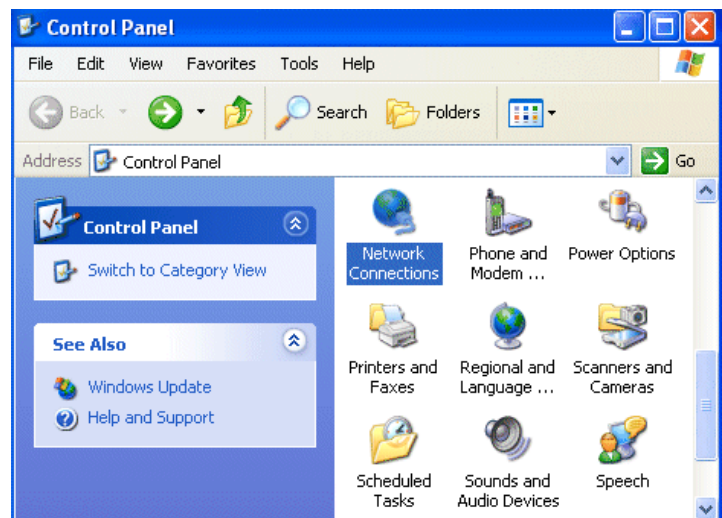 Control Panel
File Edit View Favorites Tools Help
Back Search Folders
Address Control Panel Go
Control Panel
Switch to Category View
See Also
Windows Update
Help and Support
Network
Connections
Phone and
Modem ...
Power Options
Printers and
Faxes
Regional and
Language ...
Scanners and
Cameras
Scheduled
Tasks
Sounds and
Audio Devices
Speech